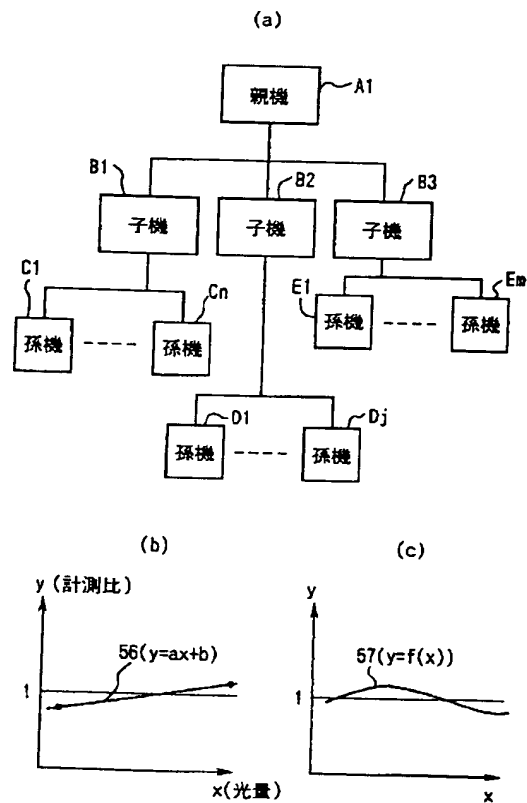 (a)
親機
A1
B1
B2
B3
子機
子機
子機
C1
Cn
E1
Em
孫機
孫機
孫機
孫機
D1
Dj
孫機
孫機
(b)
(c)
y(計測比)
y
56(y=ax+b)
57(y=f(x))
1
1
x(光量)
x